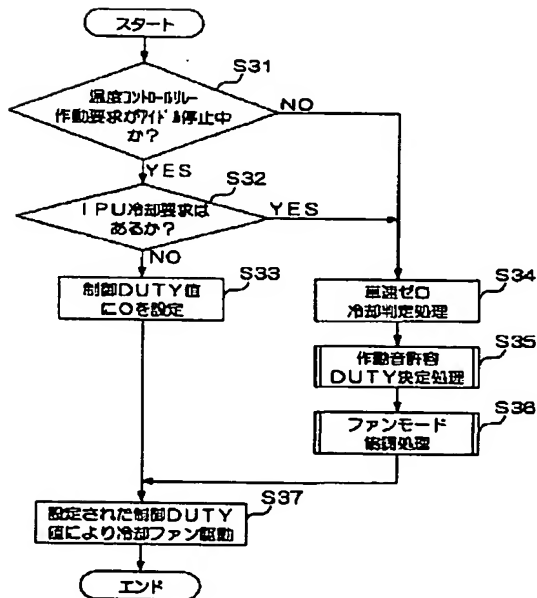 スタート
S31
温度コントロールリレー
作動要求がアイドル停止中
か?
NO
YES
S32
IPU冷却要求は
あるか?
YES
NO
S33
制御DUTY値
に0を設定
S34
車速ゼロ
冷却判定処理
S35
作動音許容
DUTY決定処理
S36
ファンモード
強調処理
S37
設定された制御DUTY
値により冷却ファン駆動
エンド